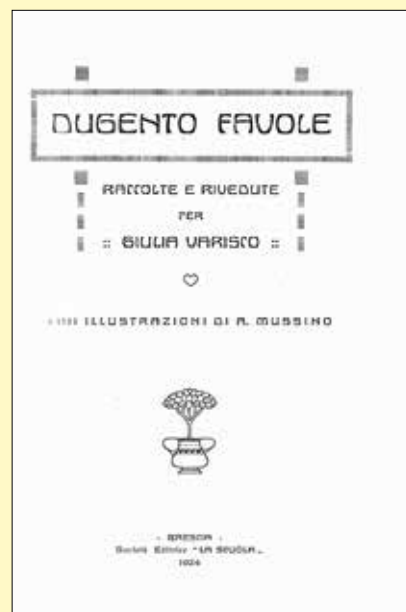 DUGENTO FAVOLE
RACCOLTE E RIVEDUTE
PER
:: GIULIA VARISCO ::
ILLUSTRAZIONI DI A. MUSSINO
- BRESCIA -
Società Editrice "LA SCUOLA"
1924